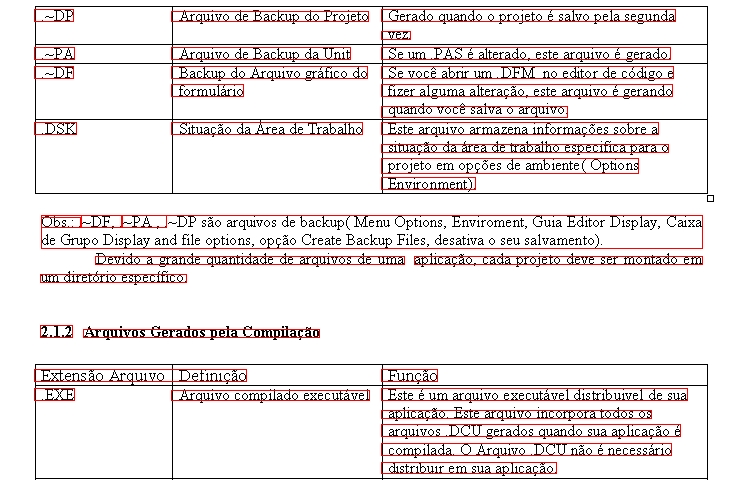 .~DP Arquivo de Backup do Projeto Gerado quando o projeto é salvo pela segunda
vez
.~PA Arquivo de Backup da Unit Se um .PAS é alterado, este arquivo é gerado.
.~DF Backup do Arquivo gráfico do Se você abrir um .DFM no editor de código e
formulário fizer alguma alteração, este arquivo é gerando
quando você salva o arquivo.
.DSK Situação da Área de Trabalho Este arquivo armazena informações sobre a
situação da área de trabalho especifica para o
projeto em opções de ambiente( Options
Environment).
Obs.: ~DF, ~PA , ~DP são arquivos de backup( Menu Options, Enviroment, Guia Editor Display, Caixa
de Grupo Display and file options, opção Create Backup Files, desativa o seu salvamento).
Devido a grande quantidade de arquivos de uma aplicação, cada projeto deve ser montado em
um diretório específico.
2.1.2 Arquivos Gerados pela Compilação
Extensão Arquivo Definição Função
.EXE Arquivo compilado executável Este é um arquivo executável distribuivel de sua
aplicação. Este arquivo incorpora todos os
arquivos .DCU gerados quando sua aplicação é
compilada. O Arquivo .DCU não é necessário
distribuir em sua aplicação.